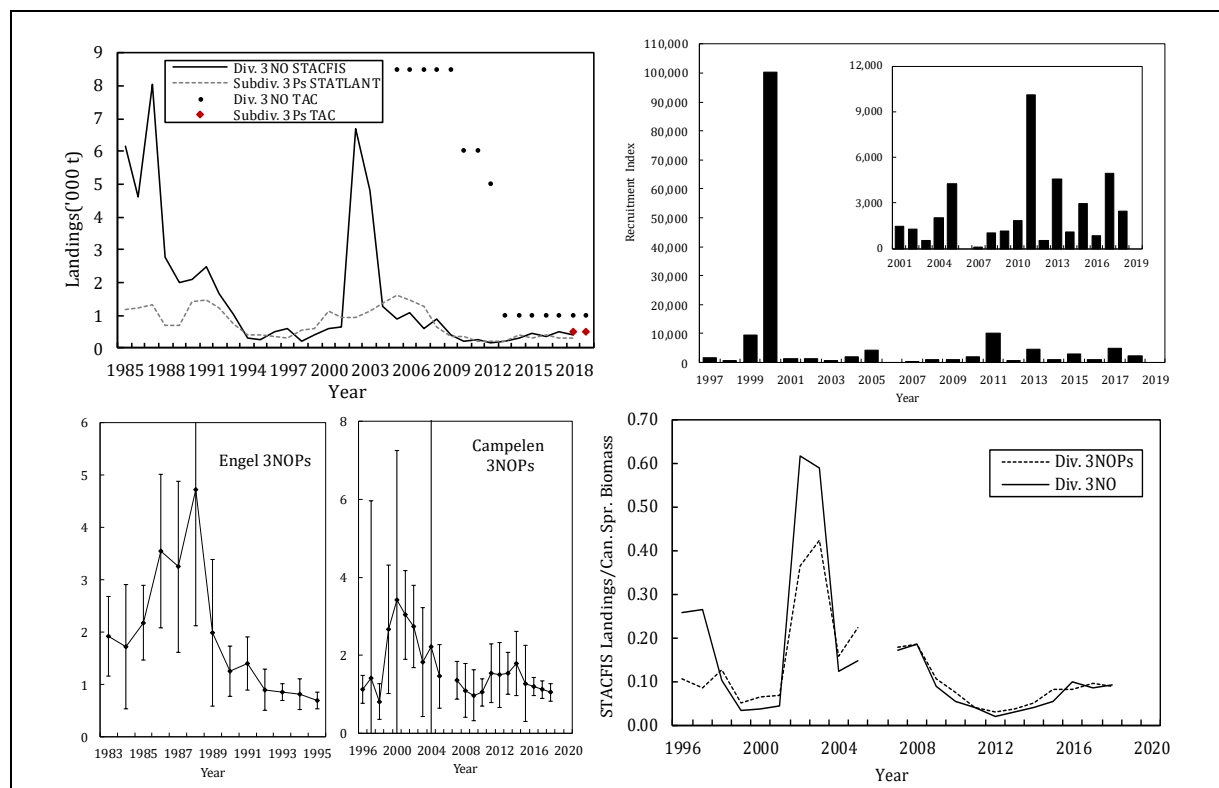 9
8
7
6
5
4
3
2
1
0
Landings('000 t)
Div. 3NO STACFIS
Subdiv. 3Ps STATLANT
Div. 3NO TAC
Subdiv. 3Ps TAC
1985 1988 1991 1994 1997 2000 2003 2006 2009 2012 2015 2018
Year
110,000
100,000
90,000
80,000
70,000
60,000
50,000
40,000
30,000
20,000
10,000
0
Recruitment Index
12,000
9,000
6,000
3,000
0
2001 2004 2007 2010 2013 2016 2019
1997 1999 2001 2003 2005 2007 2009 2011 2013 2015 2017 2019
Year
6
5
4
3
2
1
0
Engel 3NOPs
1983 1985 1987 1989 1991 1993 1995
Year
8
6
4
2
0
Campelen
3NOPs
1996 2000 2004 2008 2012 2016 2020
Year
0.70
0.60
0.50
0.40
0.30
0.20
0.10
0.00
STACFIS Landings/Can. Spr. Biomass
Div. 3NOPs
Div. 3NO
1996 2000 2004 2008 2012 2016 2020
Year